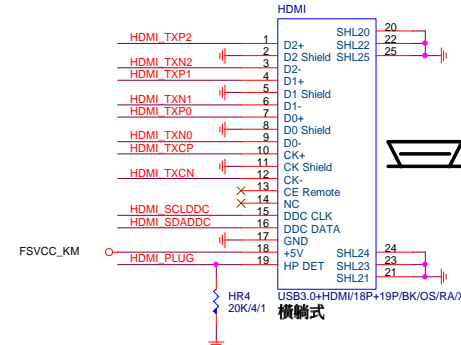 HDMI
HDMI_TXP2 1 D2+ SHL20 20
2 D2 Shield SHL22 22
HDMI_TXN2 3 D2- SHL25 25
HDMI_TXP1 4 D1+
5 D1 Shield
HDMI_TXN1 6 D1-
HDMI_TXP0 7 D0+
8 D0 Shield
HDMI_TXN0 9 D0-
HDMI_TXCP 10 CK+
11 CK Shield
HDMI_TXCN 12 CK-
13 CE Remote
14 NC
HDMI_SCLDDC 15 DDC CLK
HDMI_SDADDC 16 DDC DATA
17 GND
FSVCC_KM 18 +5V SHL24 24
HDMI_PLUG 19 HP DET SHL23 23
SHL21 21
HR4
20K/4/1
USB3.0+HDMI/18P+19P/BK/OS/RA/
橫躺式